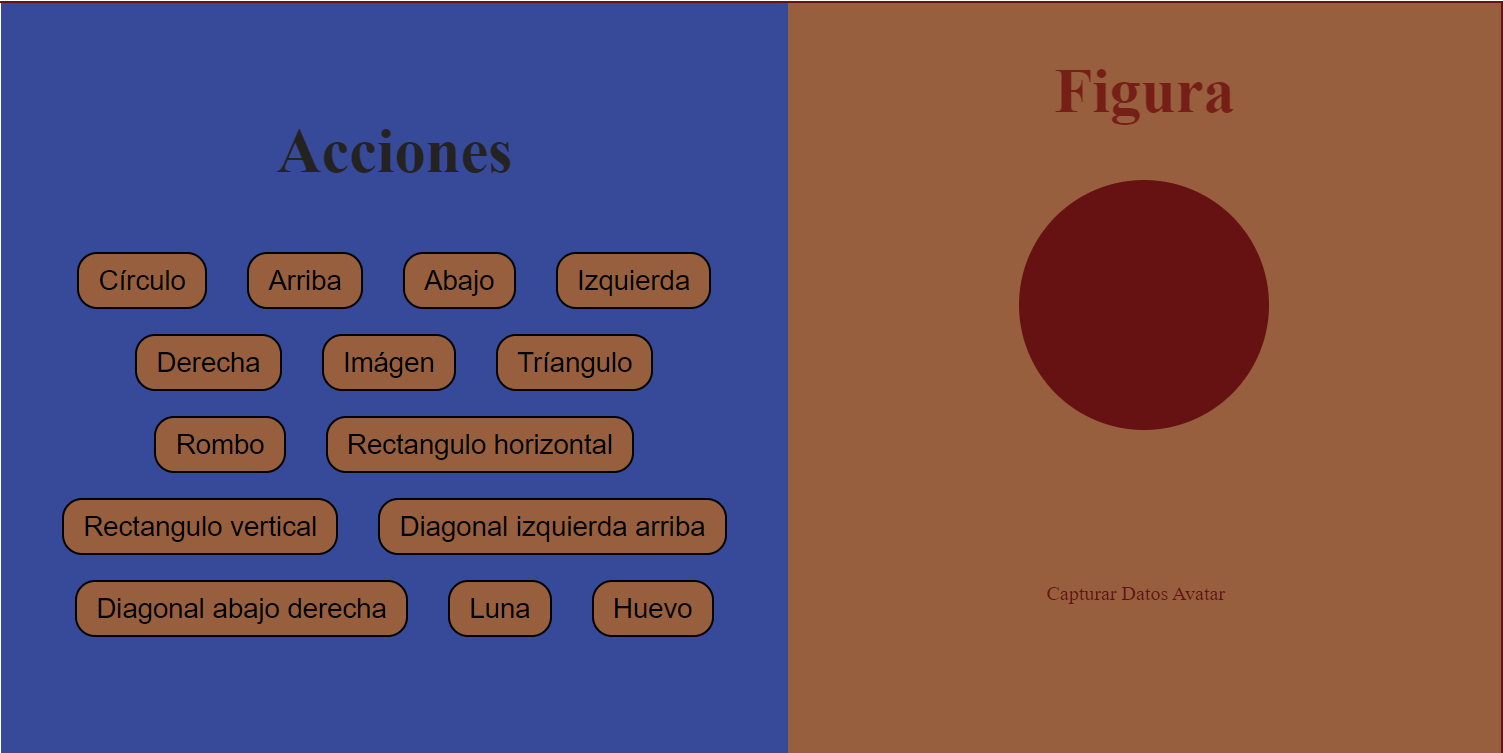 Acciones
Círculo Arriba Abajo Izquierda
Derecha Imágen Tríangulo
Rombo Rectangulo horizontal
Rectangulo vertical Diagonal izquierda arriba
Diagonal abajo derecha Luna Huevo
Figura
Capturar Datos Avatar